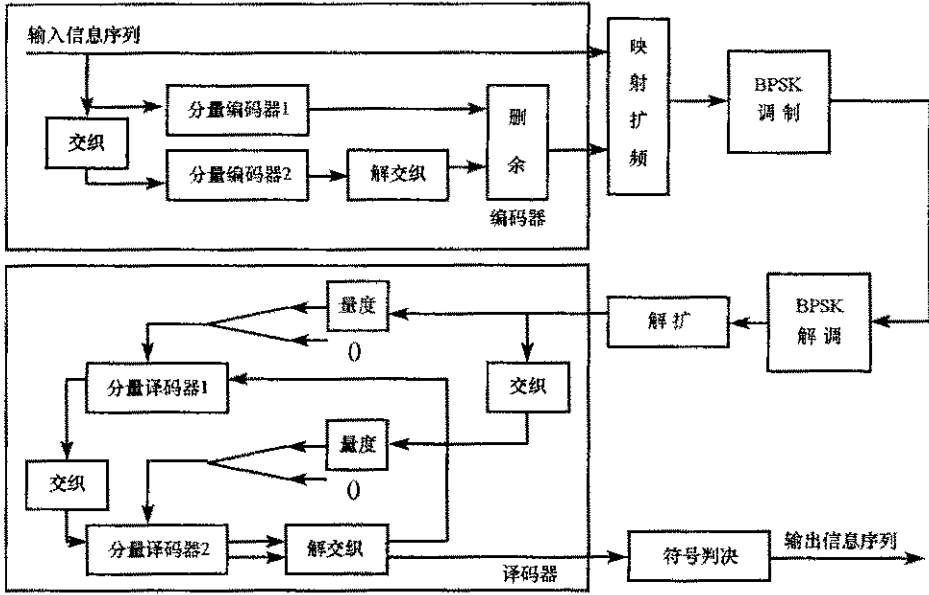 输入信息序列
分量编码器1
交织
分量编码器2
解交织
删余
编码器
映射扩频
BPSK
调制
量度
()
解扩
BPSK
解调
分量译码器1
交织
量度
()
交织
分量译码器2
解交织
译码器
符号判决
输出信息序列